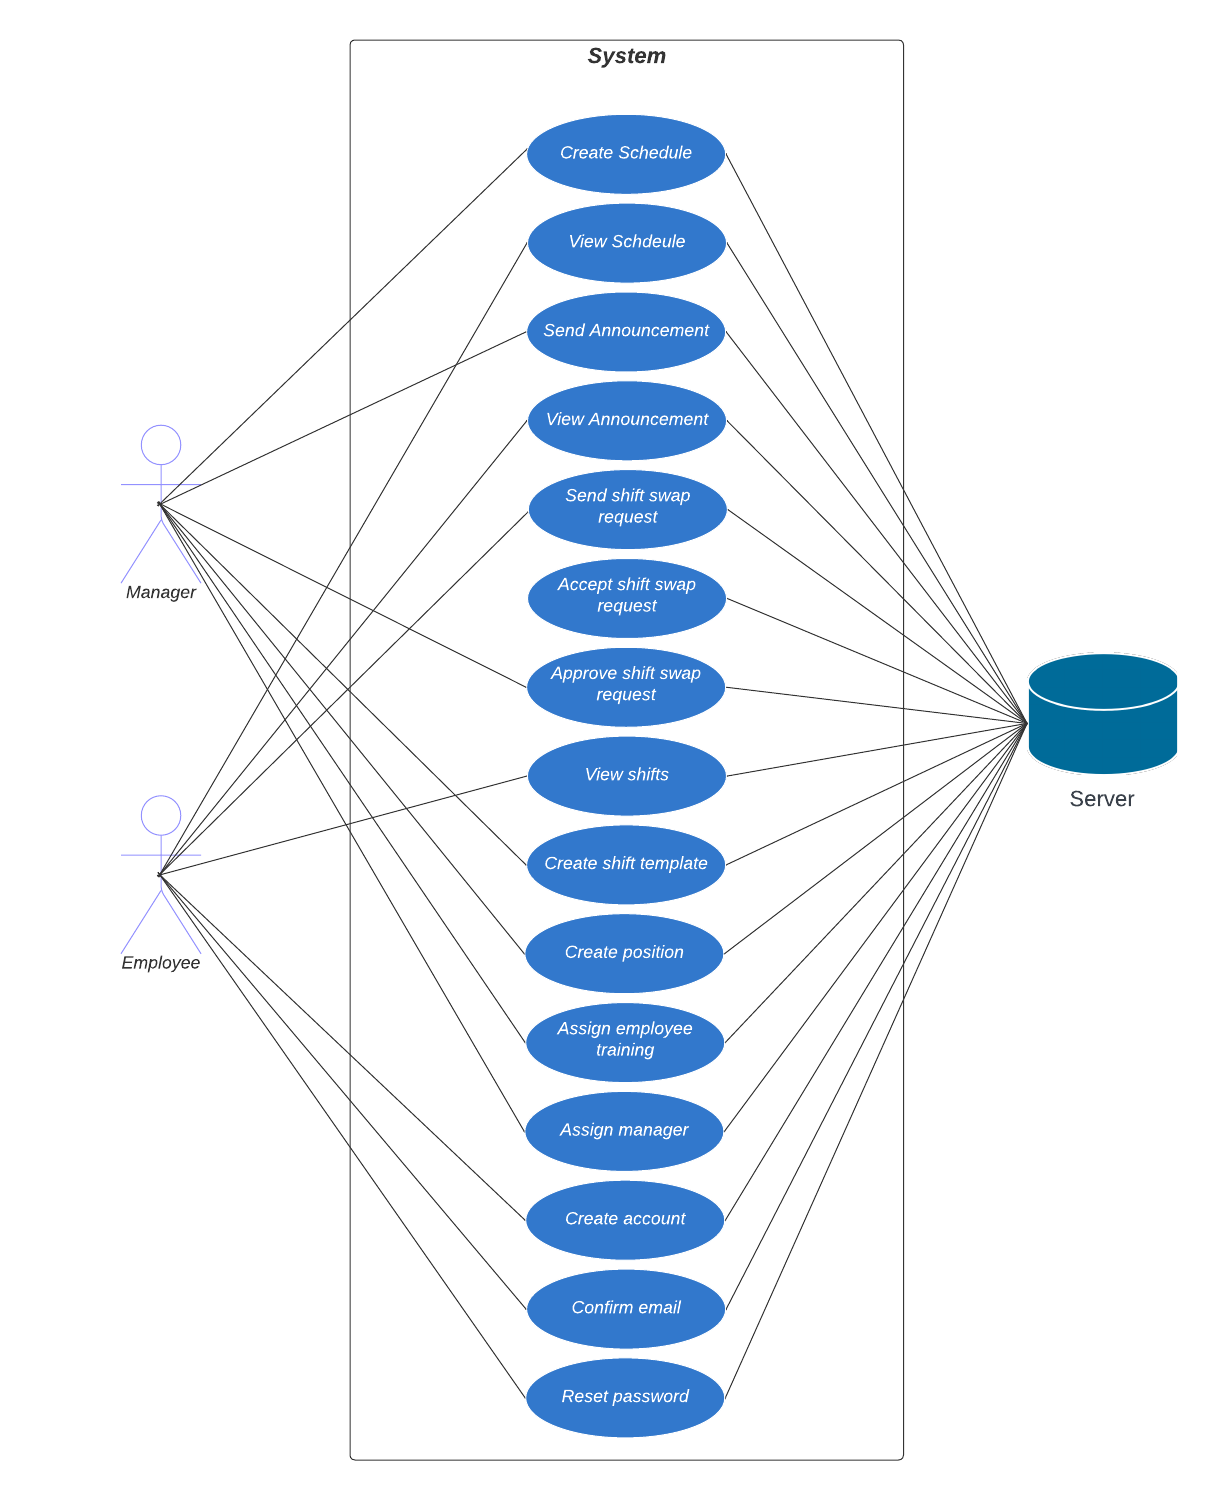 System
Create Schedule
View Schdeule
Send Announcement
View Announcement
Send shift swap
request
Accept shift swap
request
Approve shift swap
request
View shifts
Create shift template
Create position
Assign employee
training
Assign manager
Create account
Confirm email
Reset password
Manager
Employee
Server